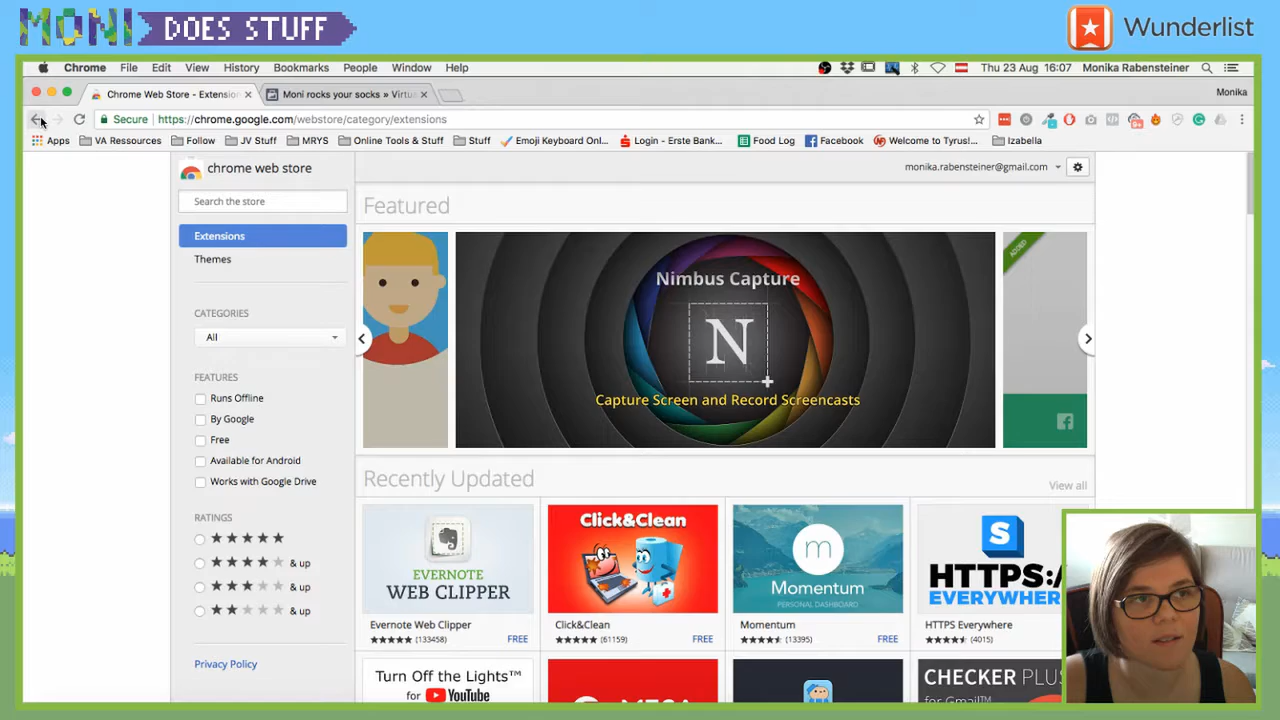 MONI DOES STUFF
Wunderlist
Chrome File Edit View History Bookmarks People Window Help
Thu 23 Aug 16:07 Monika Rabensteiner
Chrome Web Store - Extension
Moni rocks your socks » Virtu
Monika
Secure https://chrome.google.com/webstore/category/extensions
Apps VA Ressources Follow JV Stuff MRYS Online Tools & Tutorial Stuff Emoji Keyboard Onl... Login - Erste Bank... Food Log Facebook Welcome to Tyrus!... Izabella
chrome web store
monika.rabensteiner@gmail.com
Search the store
Extensions
Themes
CATEGORIES
All
FEATURES
Runs Offline
By Google
Free
Available for Android
Works with Google Drive
RATINGS
& up
& up
& up
Privacy Policy
Featured
Nimbus Capture
N
Capture Screen and Record Screencasts
ADDED
Recently Updated
View all
EVERNOTE
WEB CLIPPER
Evernote Web Clipper
(133458) FREE
Click&Clean
Click&Clean
(61159) FREE
m
Momentum
PERSONAL DASHBOARD
Momentum
(13395) FREE
S
HTTPS:/
EVERYWHERE
HTTPS Everywhere
(4015)
Turn Off the Lights™
for YouTube
CHECKER PLUS
for Gmail™